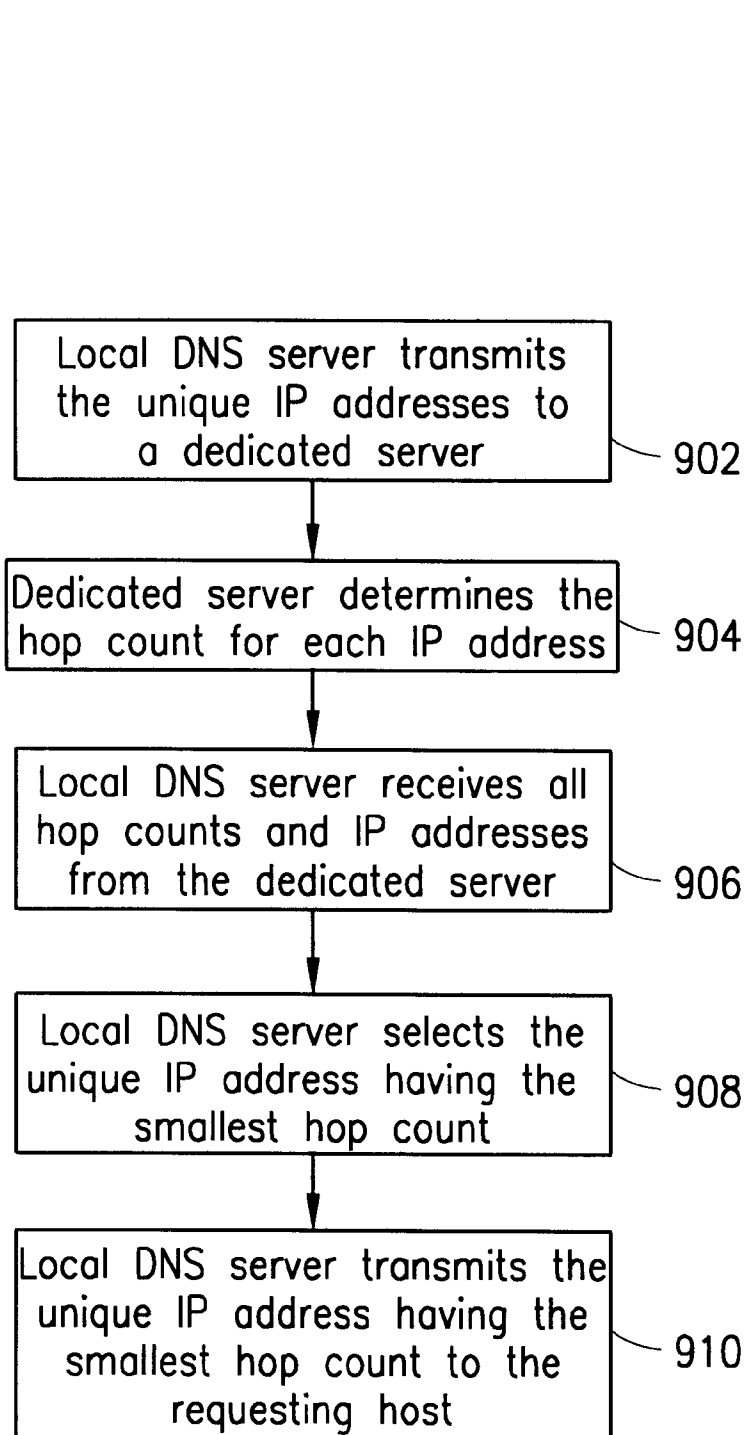 Local DNS server transmits
the unique IP addresses to
a dedicated server
902
Dedicated server determines the
hop count for each IP address
904
Local DNS server receives all
hop counts and IP addresses
from the dedicated server
906
Local DNS server selects the
unique IP address having the
smallest hop count
908
Local DNS server transmits the
unique IP address having the
smallest hop count to the
requesting host
910